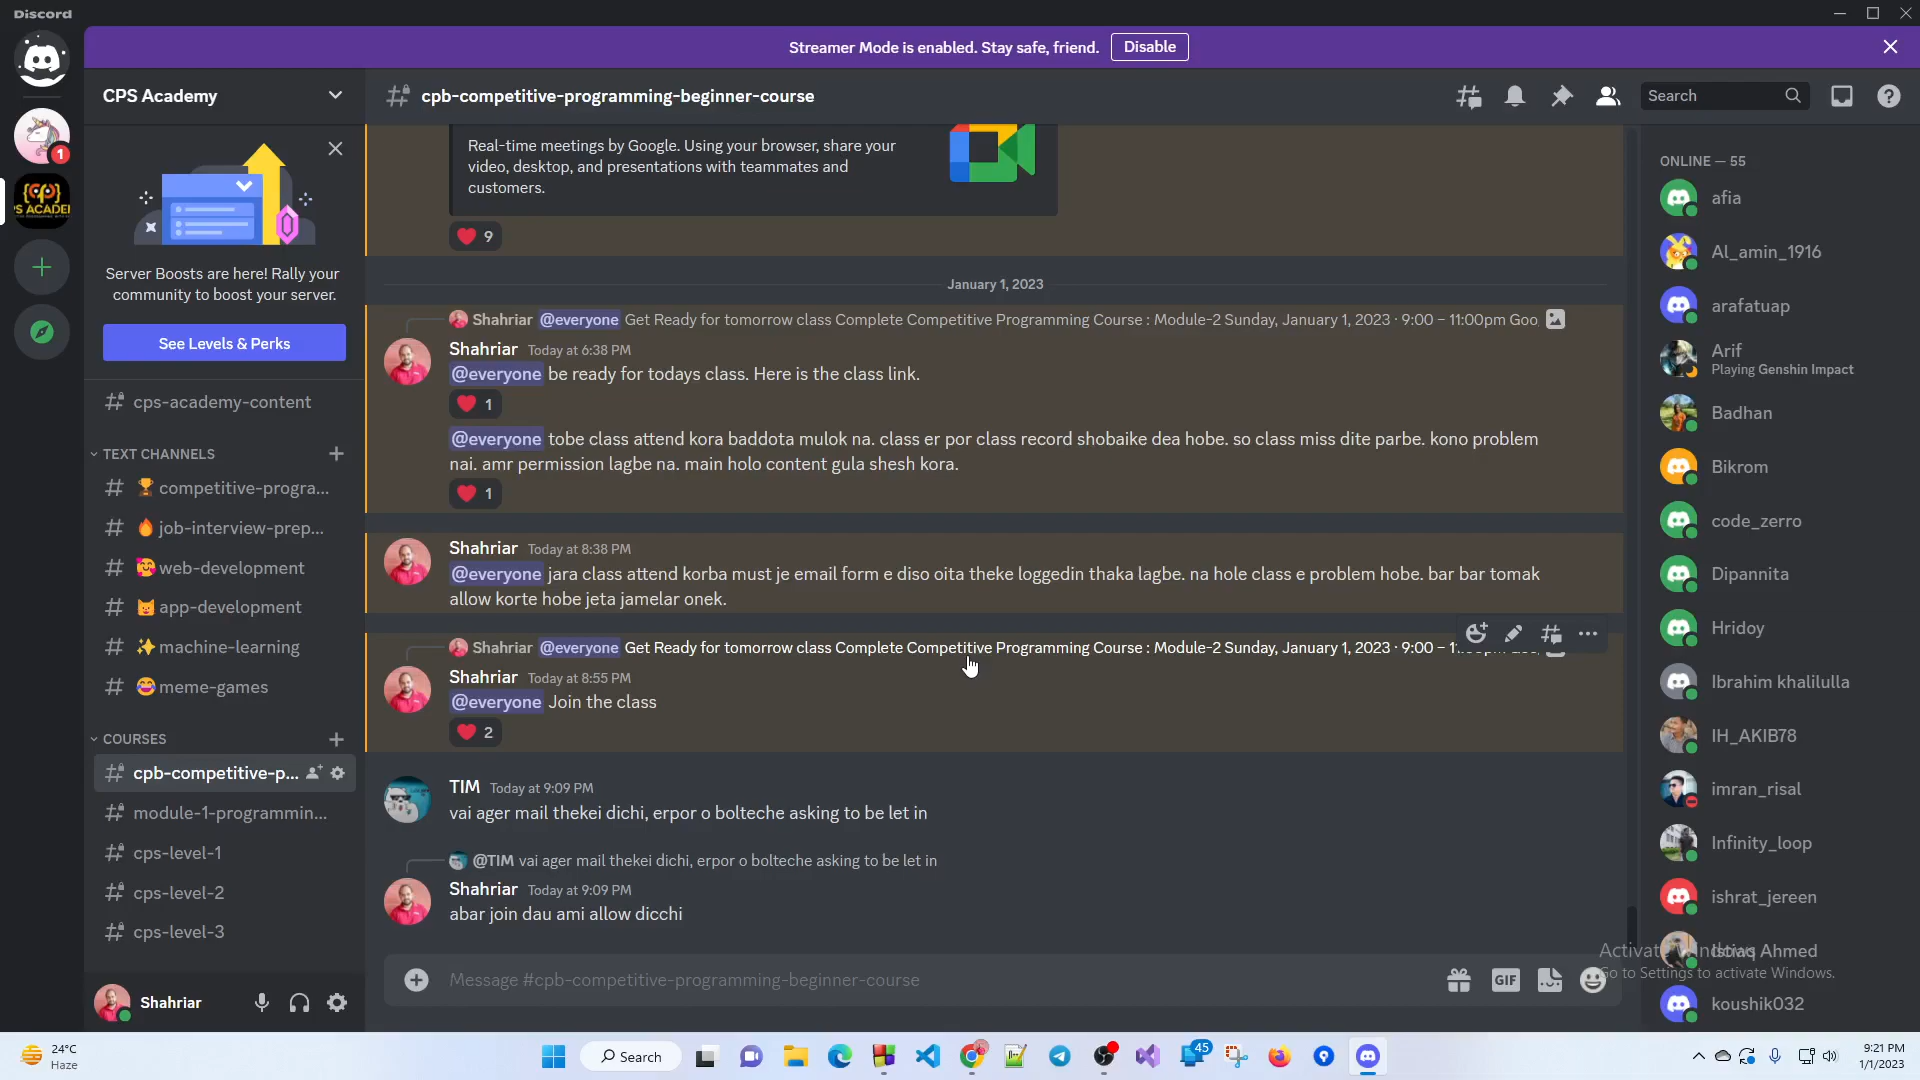 Discord
Streamer Mode is enabled. Stay safe, friend.
Disable
CPS Academy
cpb-competitive-programming-beginner-course
Search
1
Server Boosts are here! Rally your
community to boost your server.
See Levels & Perks
cps-academy-content
TEXT CHANNELS
competitive-progra...
job-interview-prep...
web-development
app-development
machine-learning
meme-games
COURSES
cpb-competitive-p...
module-1-programmin...
cps-level-1
cps-level-2
cps-level-3
Shahriar
Real-time meetings by Google. Using your browser, share your
video, desktop, and presentations with teammates and
customers.
9
January 1, 2023
Shahriar @everyone Get Ready for tomorrow class Complete Competitive Programming Course : Module-2 Sunday, January 1, 2023 · 9:00 – 11:00pm Goo
Shahriar Today at 6:38 PM
@everyone be ready for todays class. Here is the class link.
1
@everyone tobe class attend kora baddota mulok na. class er por class record shobaike dea hobe. so class miss dite parbe. kono problem
nai. amr permission lagbe na. main holo content gula shesh kora.
1
Shahriar Today at 8:38 PM
@everyone jara class attend korba must je email form e diso oita theke loggedin thaka lagbe. na hole class e problem hobe. bar bar tomak
allow korte hobe jeta jamelar onek.
Shahriar @everyone Get Ready for tomorrow class Complete Competitive Programming Course : Module-2 Sunday, January 1, 2023 · 9:00 –
Shahriar Today at 8:55 PM
@everyone Join the class
2
TIM Today at 9:09 PM
vai ager mail thekei dichi, erpor o bolteche asking to be let in
@TIM vai ager mail thekei dichi, erpor o bolteche asking to be let in
Shahriar Today at 9:09 PM
abar join dau ami allow dicchi
Message #cpb-competitive-programming-beginner-course
GIF
ONLINE — 55
afia
Al_amin_1916
arafatuap
Arif
Playing Genshin Impact
Badhan
Bikrom
code_zerro
Dipannita
Hridoy
Ibrahim khalilulla
IH_AKIB78
imran_risal
Infinity_loop
ishrat_jereen
Ahmed
Go to Settings to activate Windows.
koushik032
24°C
Haze
Search
45
9:21 PM
1/1/2023